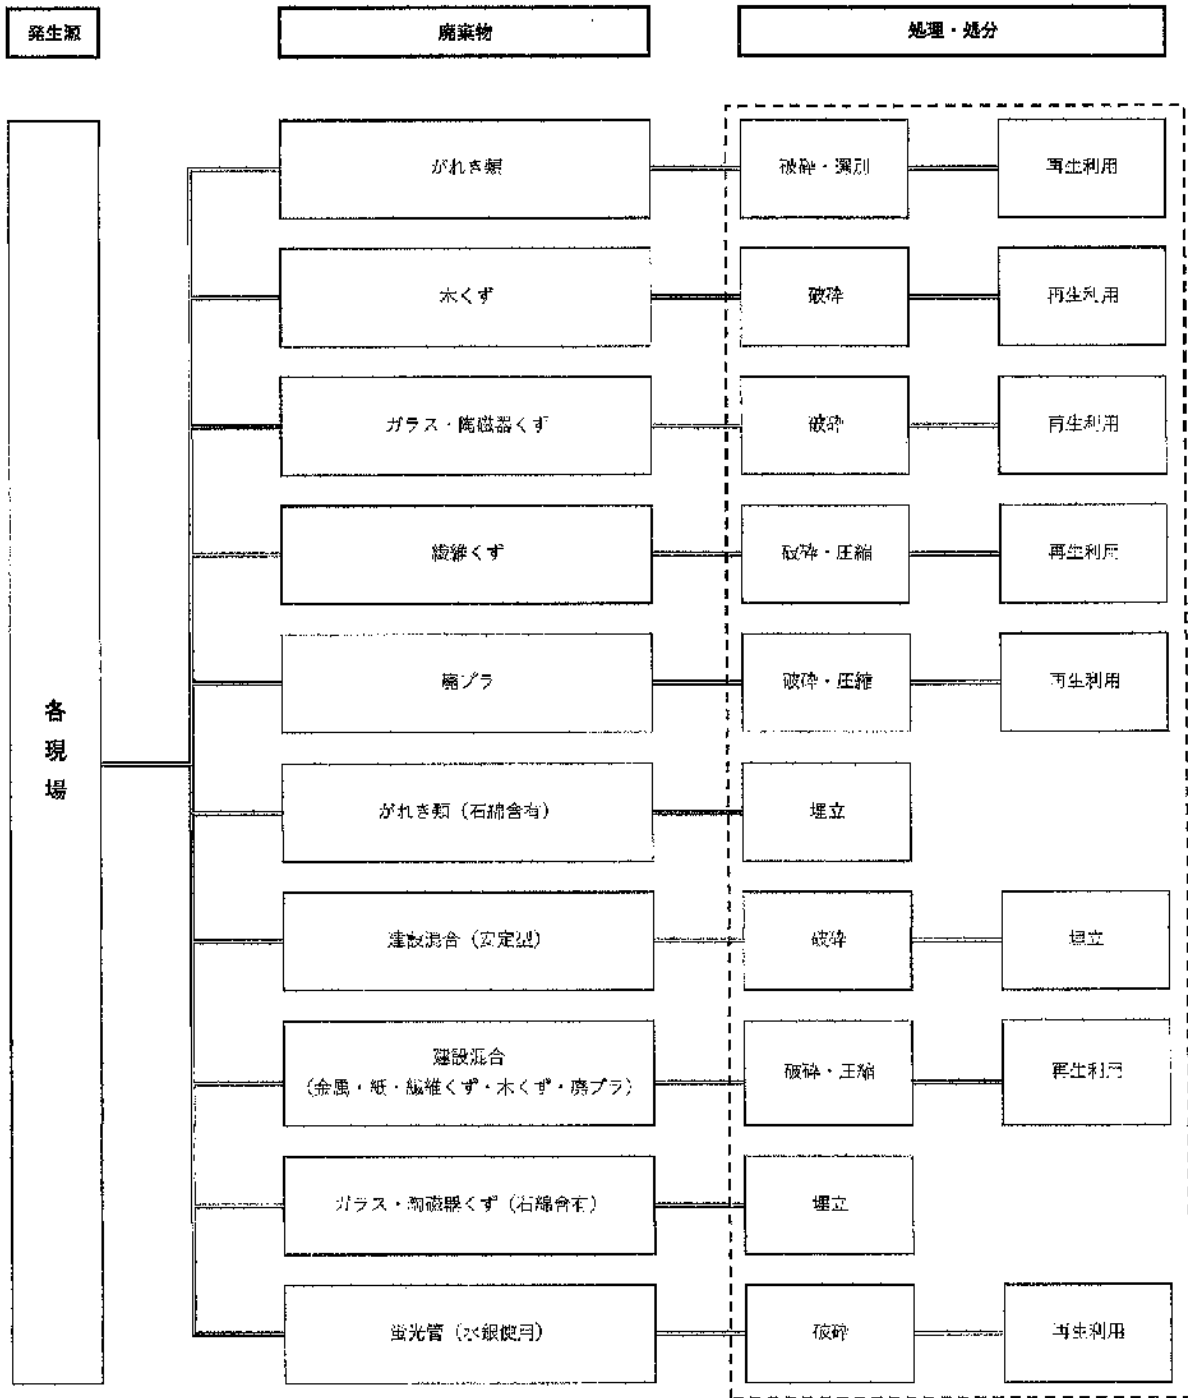 発生源
廃棄物
処理・処分
各現場
がれき類
破砕・選別
再生利用
木くず
破砕
再生利用
ガラス・陶磁器くず
破砕
再生利用
繊維くず
破砕・圧縮
再生利用
廃プラ
破砕・圧縮
再生利用
がれき類（石綿含有）
埋立
建設混合（安定型）
破砕
埋立
建設混合
（金属・紙・繊維くず・木くず・廃プラ）
破砕・圧縮
再生利用
ガラス・陶磁器くず（石綿含有）
埋立
蛍光管（水銀使用）
破砕
再生利用